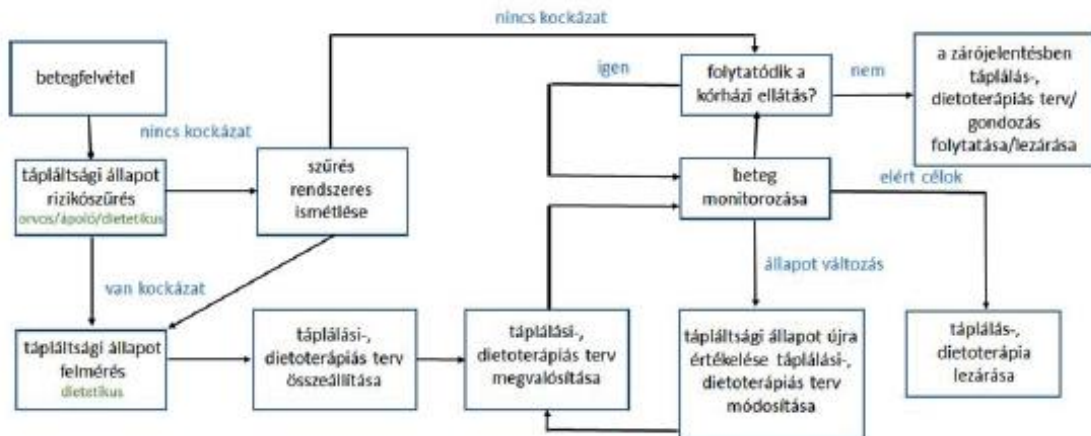 nincs kockázat
betegfelvétel
igen
folytatódik a
kórházi ellátás?
nem
a zárójelentésben
táplálás-,
dietoterápiás terv/
gondozás
folytatása/lezárása
nincs kockázat
tápláltsági állapot
rizikószűrés
orvos/ápoló/dietetikus
szűrés
rendszeres
ismétlése
beteg
monitorozása
elért célok
van kockázat
állapot változás
tápláltsági állapot
felmérés
dietetikus
táplálási-,
dietoterápiás terv
összeállítása
táplálási-,
dietoterápiás terv
megvalósítása
tápláltsági állapot újra
értékelése táplálási-,
dietoterápiás terv
módosítása
táplálás-,
dietoterápia
lezárása